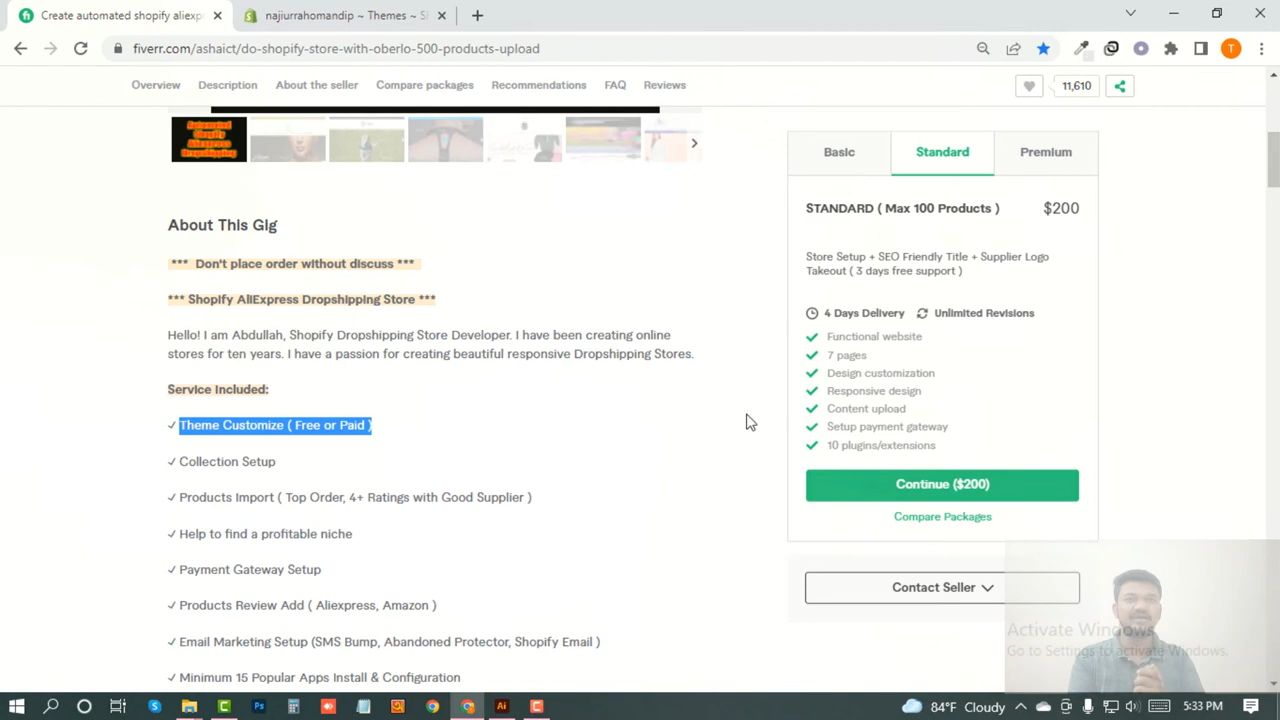 Create automated shopify aliexp
najiurrahomandip ~ Themes ~ S
fiverr.com/ashaict/do-shopify-store-with-oberlo-500-products-upload
T
Overview
Description
About the seller
Compare packages
Recommendations
FAQ
Reviews
11,610
Automated
Shopify
Aliexpress
Dropshipping
Basic
Standard
Premium
About This Gig
STANDARD ( Max 100 Products )
$200
*** Don't place order without discuss ***
Store Setup + SEO Friendly Title + Supplier Logo
Takeout ( 3 days free support )
*** Shopify AliExpress Dropshipping Store ***
4 Days Delivery
Unlimited Revisions
Hello! I am Abdullah, Shopify Dropshipping Store Developer. I have been creating online
stores for ten years. I have a passion for creating beautiful responsive Dropshipping Stores.
Functional website
7 pages
Design customization
Responsive design
Content upload
Setup payment gateway
10 plugins/extensions
Service Included:
✓ Theme Customize ( Free or Paid )
✓ Collection Setup
✓ Products Import ( Top Order, 4+ Ratings with Good Supplier )
✓ Help to find a profitable niche
✓ Payment Gateway Setup
✓ Products Review Add ( Aliexpress, Amazon )
✓ Email Marketing Setup (SMS Bump, Abandoned Protector, Shopify Email )
✓ Minimum 15 Popular Apps Install & Configuration
Continue ($200)
Compare Packages
Contact Seller
Activate Windows
Go to Settings to activate Windows.
84°F Cloudy
5:33 PM